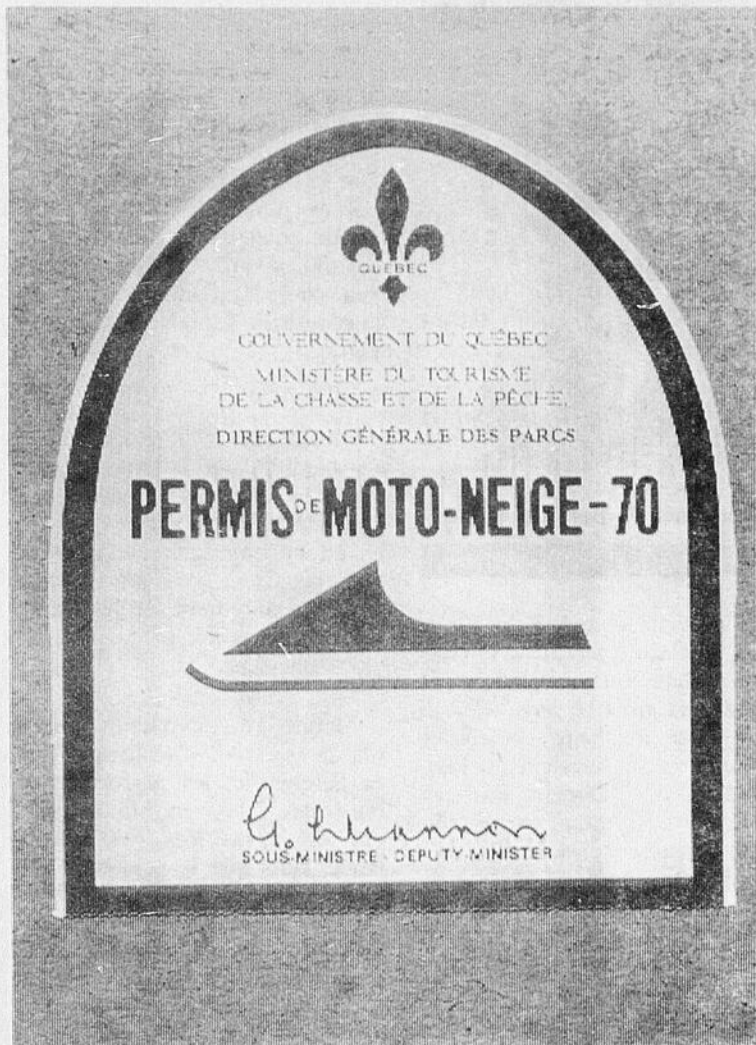 QUÉBEC
GOUVERNEMENT DU QUÉBEC
MINISTÈRE DU TOURISME
DE LA CHASSE ET DE LA PÊCHE.
DIRECTION GÉNÉRALE DES PARCS
PERMIS DE MOTO-NEIGE-70
G.
SOUS-MINISTRE - DEPUTY-MINISTER